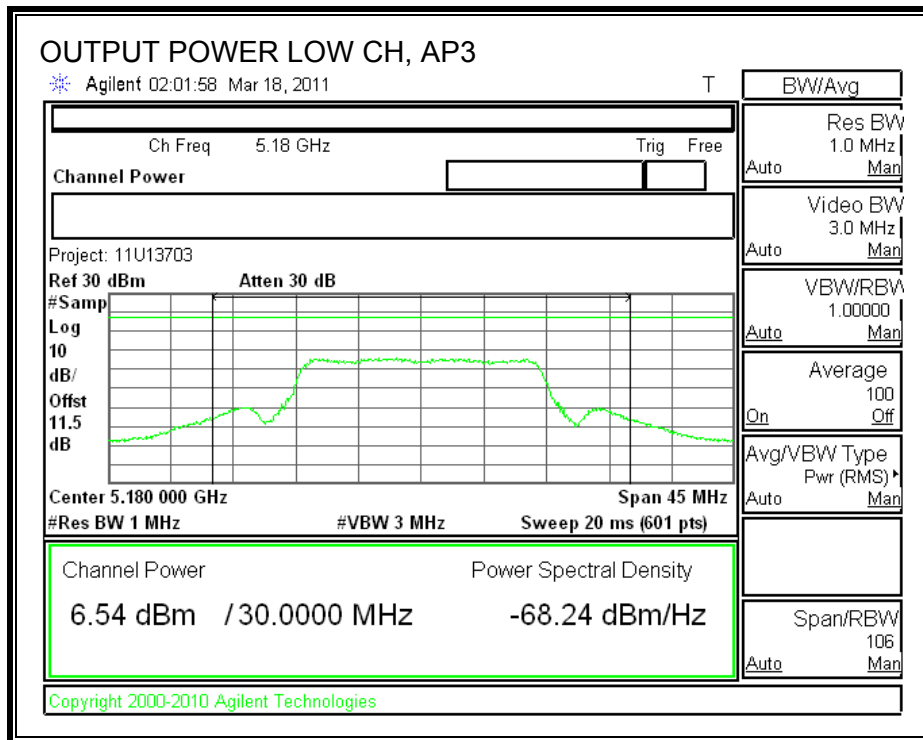 OUTPUT POWER LOW CH, AP3
Agilent 02:01:58 Mar 18, 2011 T
Ch Freq 5.18 GHz Trig Free
Channel Power
Project: 11U13703
Ref 30 dBm Atten 30 dB
#Samp
Log
10
dB/
Offst
11.5
dB
Center 5.180 000 GHz Span 45 MHz
#Res BW 1 MHz #VBW 3 MHz Sweep 20 ms (601 pts)
Channel Power Power Spectral Density
6.54 dBm /30.0000 MHz -68.24 dBm/Hz
Copyright 2000-2010 Agilent Technologies
BW/Avg
Res BW
1.0 MHz
Auto Man
Video BW
3.0 MHz
Auto Man
VBW/RBW
1.00000
Auto Man
Average
100
On Off
Avg/VBW Type
Pwr (RMS)
Auto Man
Span/RBW
106
Auto Man